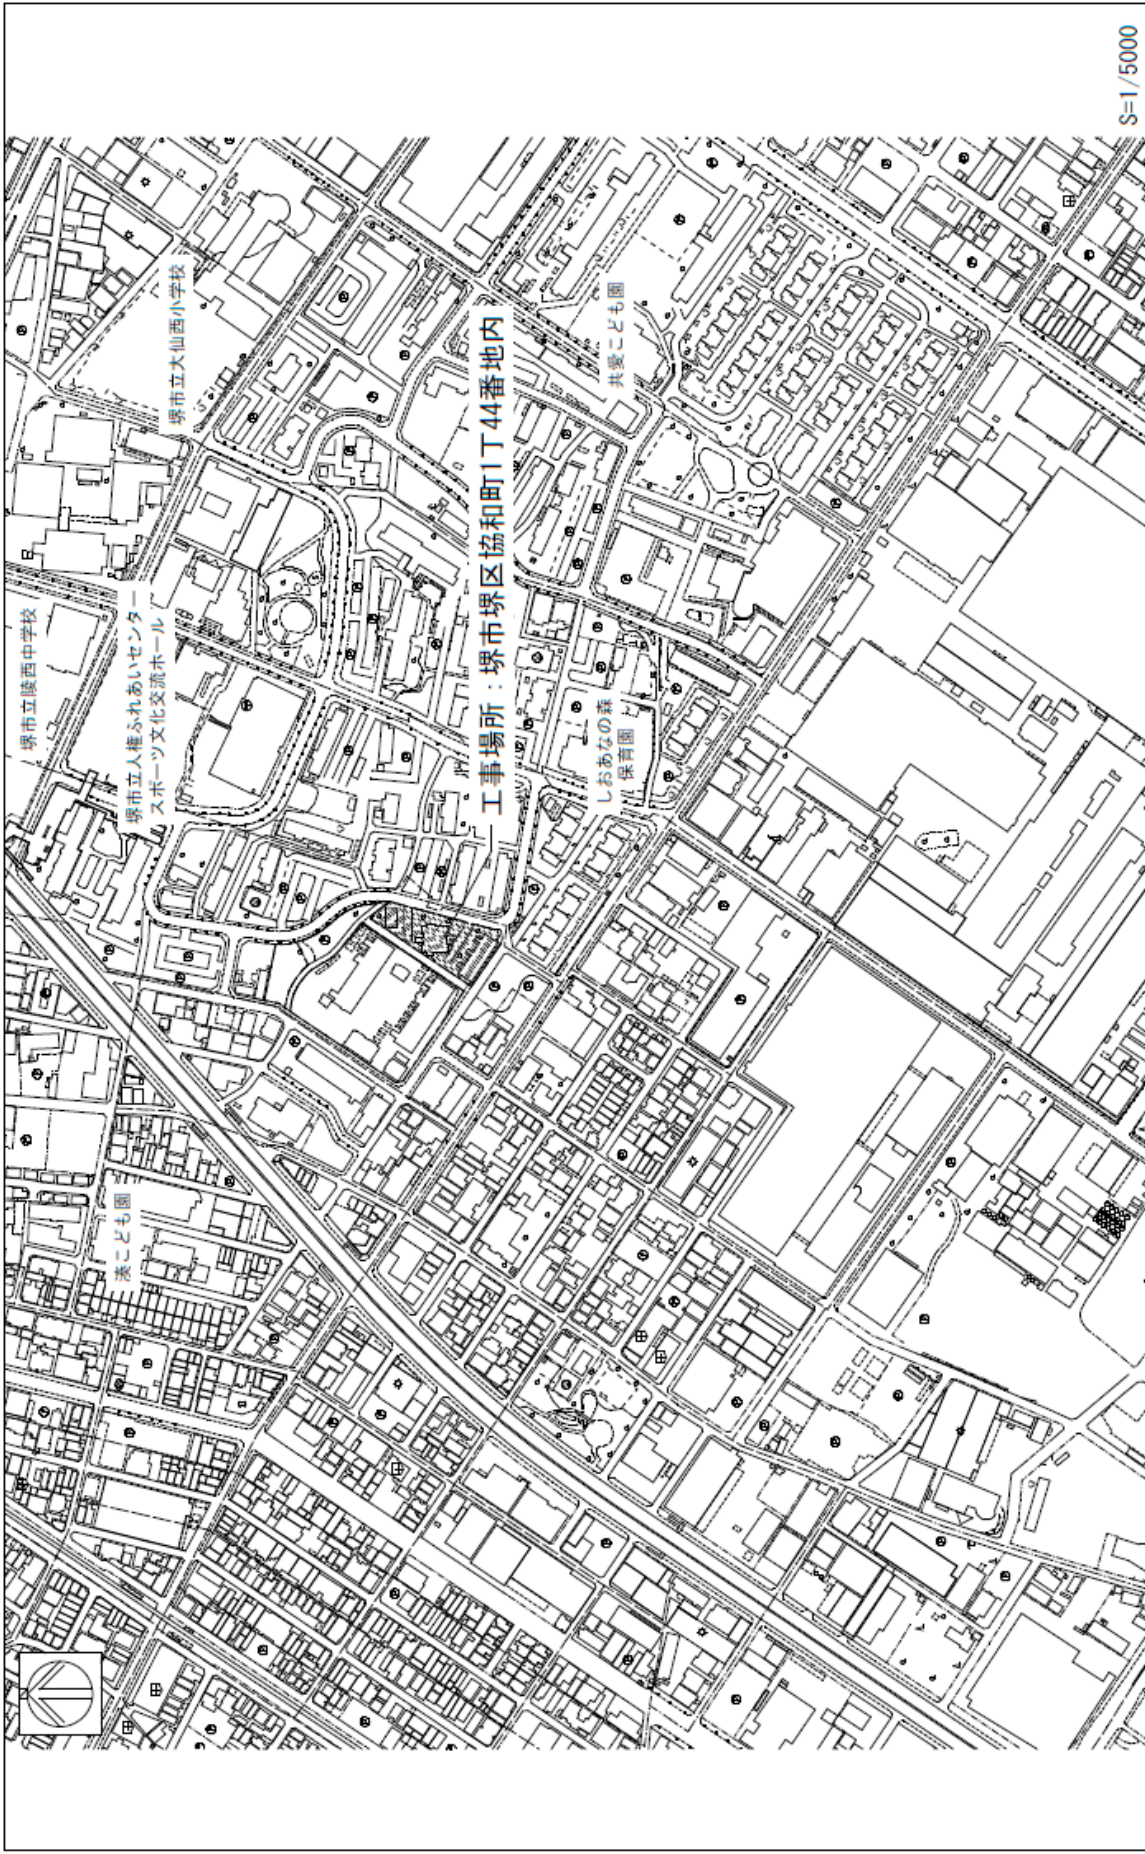 堺市立陵西中学校
堺市立人権ふれあいセンター
スポーツ文化交流ホール
堺市立大仙西小学校
湊こども園
工事場所:堺市堺区協和町1丁44番地内
しおあなの森
保育園
共愛こども園
S=1/5000